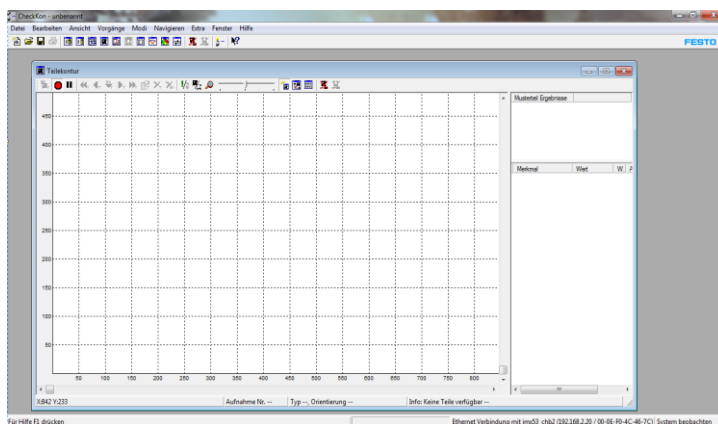 CheckKon - unbenannt
Datei Bearbeiten Ansicht Vorgänge Modi Navigieren Extra Fenster Hilfe
FESTO
Teilekontur
Musterteil Ergebnisse
450
400
350
Merkmal Wert W
300
250
200
150
100
50
50 100 150 200 250 300 350 400 450 500 550 600 650 700 750 800
X:842 Y:233 Aufnahme Nr. -- Typ --, Orientierung -- Info: Keine Teile verfügbar --
Für Hilfe F1 drücken Ethernet Verbindung mit imo53_chb2 (192.168.2.20 / 00-0E-F0-4C-46-7C) System beobachten